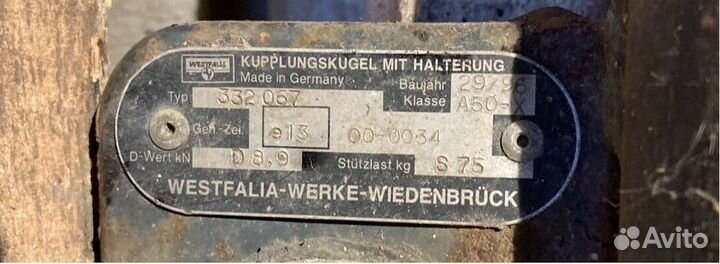 WESTFALIA
KUPPLUNGSKUGEL MIT HALTERUNG
Made in Germany
Baujahr 29/96
Typ 332 067
Klasse A50-X
Gen.-Zei. e13 00-0034
D-Wert kN D 8,9 Stützlast kg S 75
WESTFALIA-WERKE-WIEDENBRÜCK
Avito